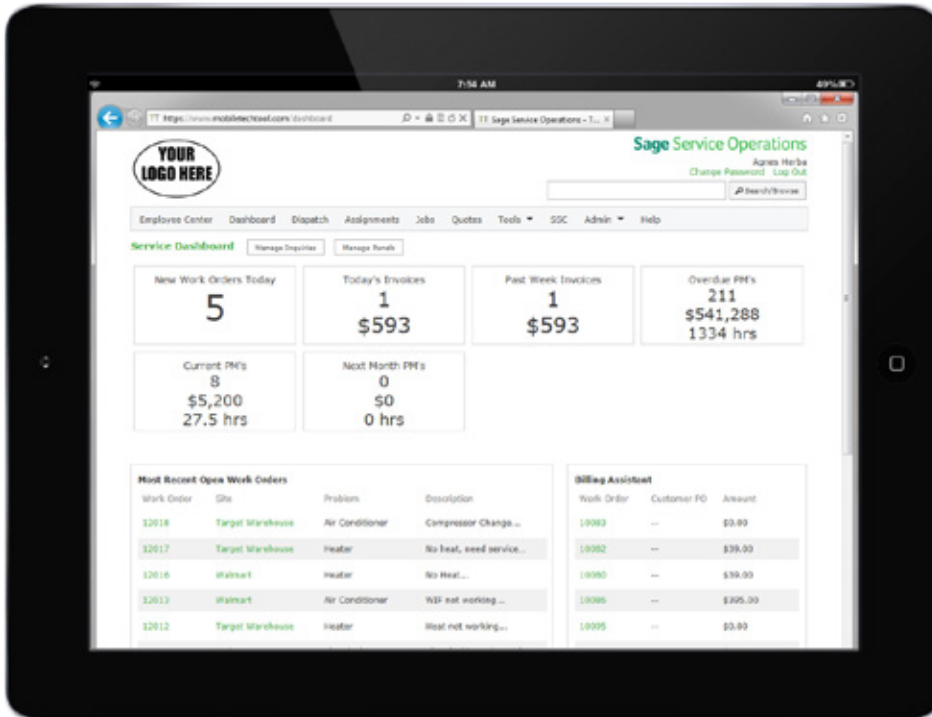 7:54 AM 49%
https://www.mobiletechtool.com/dashboard Sage Service Operations - T...
YOUR
LOGO HERE
Sage Service Operations
Agnes Herba
Change Password Log Out
Search/Browse
Employee Center Dashboard Dispatch Assignments Jobs Quotes Tools SSC Admin Help
Service Dashboard Manage Inquiries Manage Panels
New Work Orders Today Today's Invoices Past Week Invoices Overdue PM's
5 1 1 211
$593 $593 $541,288
1334 hrs
Current PM's Next Month PM's
8 0
$5,200 $0
27.5 hrs 0 hrs
Most Recent Open Work Orders Billing Assistant
Work Order Site Problem Description Work Order Customer PO Amount
12018 Target Warehouse Air Conditioner Compressor Change... 10083 -- $0.00
12017 Target Warehouse Heater No heat, need service... 10082 -- $39.00
12016 Walmart Heater No Heat... -- $39.00
12013 Walmart Air Conditioner WIF not working... -- $395.00
12012 Target Warehouse Heater Heat not working... -- $0.00